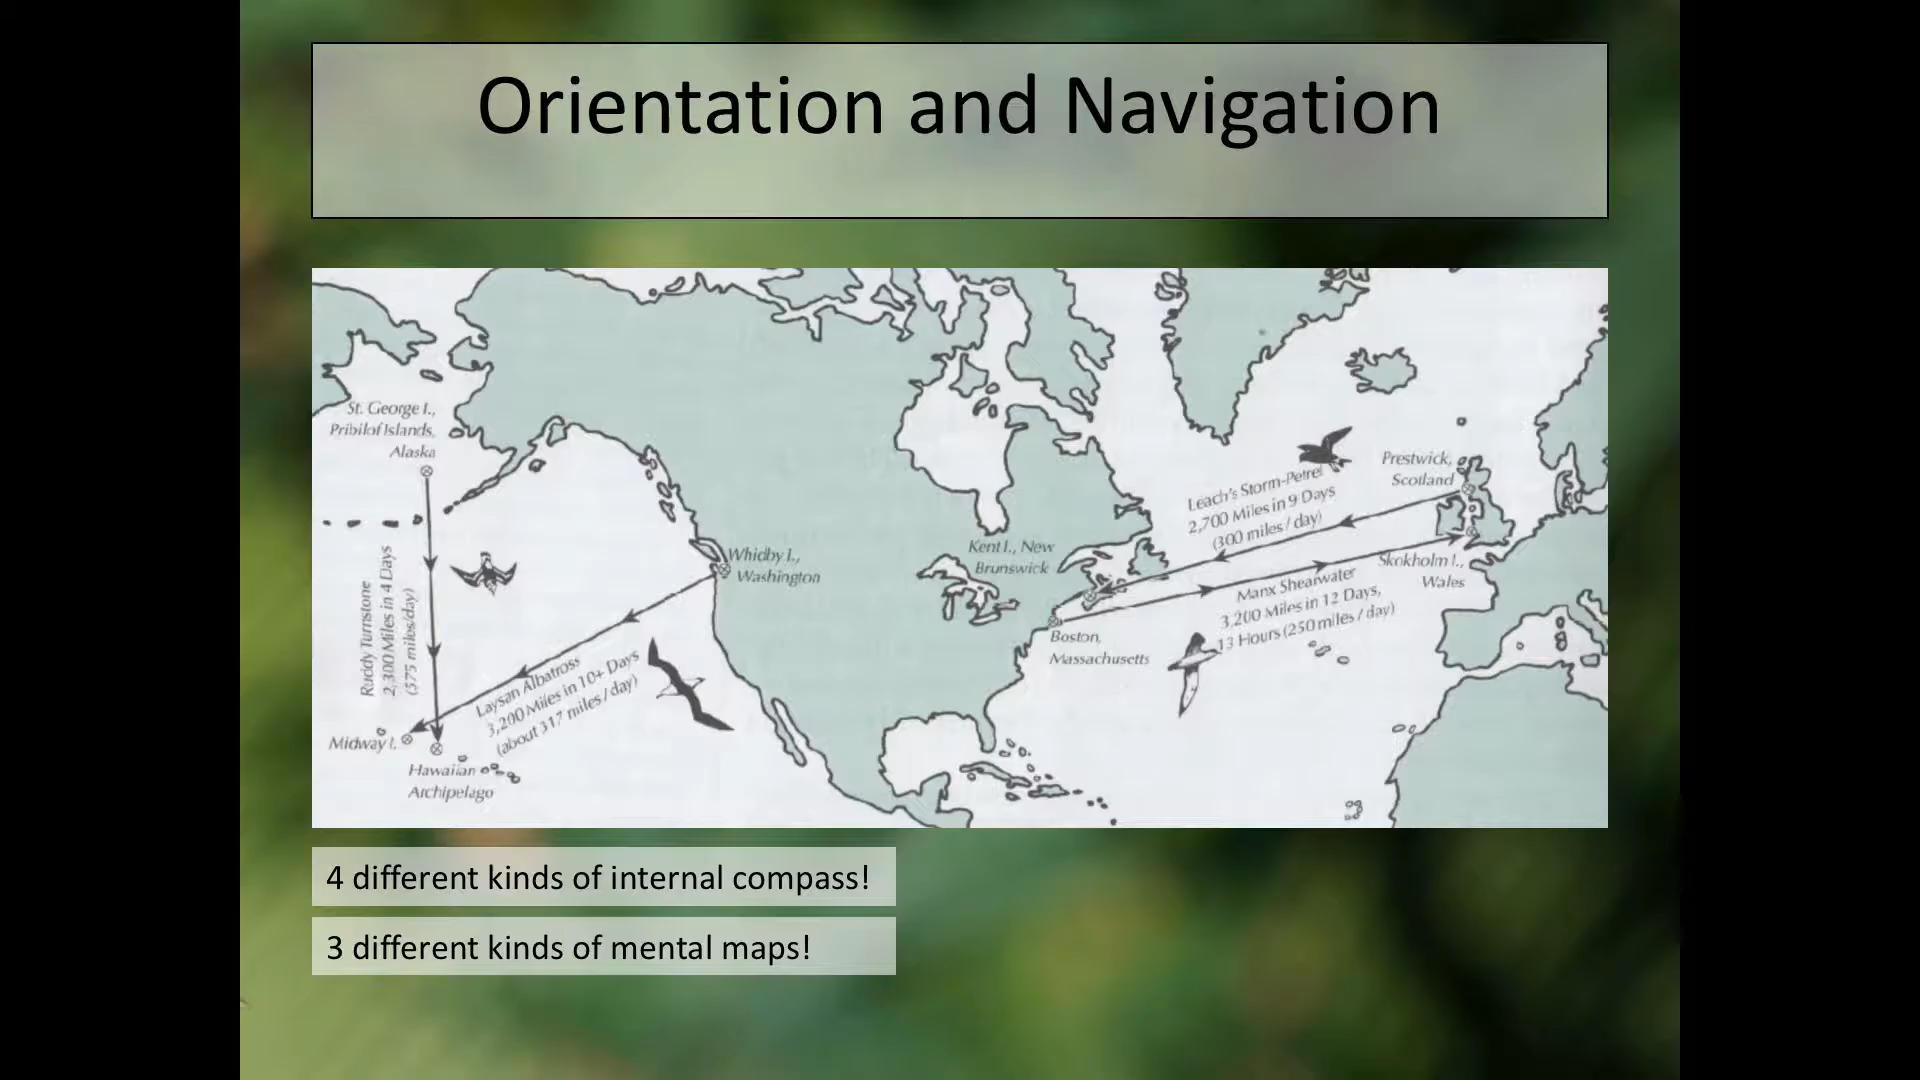 Orientation and Navigation
St. George I.,
Pribilof Islands,
Alaska
Ruddy Turnstone
2,300 Miles in 4 Days
(575 miles/day)
Midway I.
Hawaiian
Archipelago
Whidby I.,
Washington
Laysan Albatross
3,200 Miles in 10+ Days
(about 317 miles / day)
Kent I., New
Brunswick
Boston,
Massachusetts
Leach's Storm-Petrel
2,700 Miles in 9 Days
(300 miles / day)
Prestwick,
Scotland
Skokholm I.,
Wales
Manx Shearwater
3,200 Miles in 12 Days,
13 Hours (250 miles / day)
4 different kinds of internal compass!
3 different kinds of mental maps!